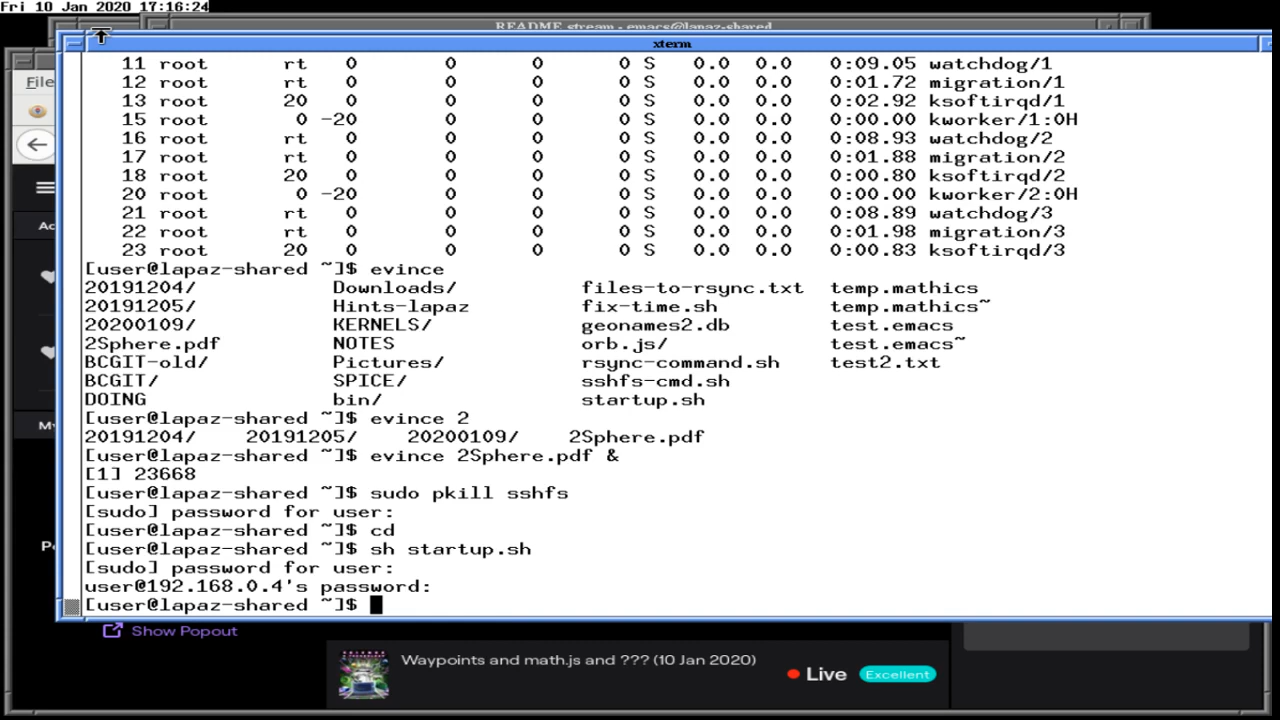 Fri 10 Jan 2020 17:16:24
README stream - emacs@lapaz-shared
xterm
File
11 root rt 0 0 0 S 0.0 0.0 0:09.05 watchdog/1
12 root rt 0 0 0 S 0.0 0.0 0:01.72 migration/1
13 root 20 0 0 0 S 0.0 0.0 0:02.92 ksoftirqd/1
15 root 0 -20 0 0 S 0.0 0.0 0:00.00 kworker/1:0H
16 root rt 0 0 0 S 0.0 0.0 0:08.93 watchdog/2
17 root rt 0 0 0 S 0.0 0.0 0:01.88 migration/2
18 root 20 0 0 0 S 0.0 0.0 0:00.80 ksoftirqd/2
20 root 0 -20 0 0 S 0.0 0.0 0:00.00 kworker/2:0H
21 root rt 0 0 0 S 0.0 0.0 0:08.89 watchdog/3
22 root rt 0 0 0 S 0.0 0.0 0:01.98 migration/3
23 root 20 0 0 0 S 0.0 0.0 0:00.83 ksoftirqd/3
[user@lapaz-shared ~]$ evince
20191204/ Downloads/ files-to-rsync.txt temp.mathics
20191205/ Hints-lapaz fix-time.sh temp.mathics~
20200109/ KERNELS/ geonames2.db test.emacs
2Sphere.pdf NOTES orb.js/ test.emacs~
BCGIT-old/ Pictures/ rsync-command.sh test2.txt
BCGIT/ SPICE/ sshfs-cmd.sh
DOING bin/ startup.sh
[user@lapaz-shared ~]$ evince 2
20191204/ 20191205/ 20200109/ 2Sphere.pdf
[user@lapaz-shared ~]$ evince 2Sphere.pdf &
[1] 23668
[user@lapaz-shared ~]$ sudo pkill sshfs
[sudo] password for user:
[user@lapaz-shared ~]$ cd
[user@lapaz-shared ~]$ sh startup.sh
[sudo] password for user:
user@192.168.0.4's password:
[user@lapaz-shared ~]$
Show Popout
Waypoints and math.js and ??? (10 Jan 2020)
Live
Excellent